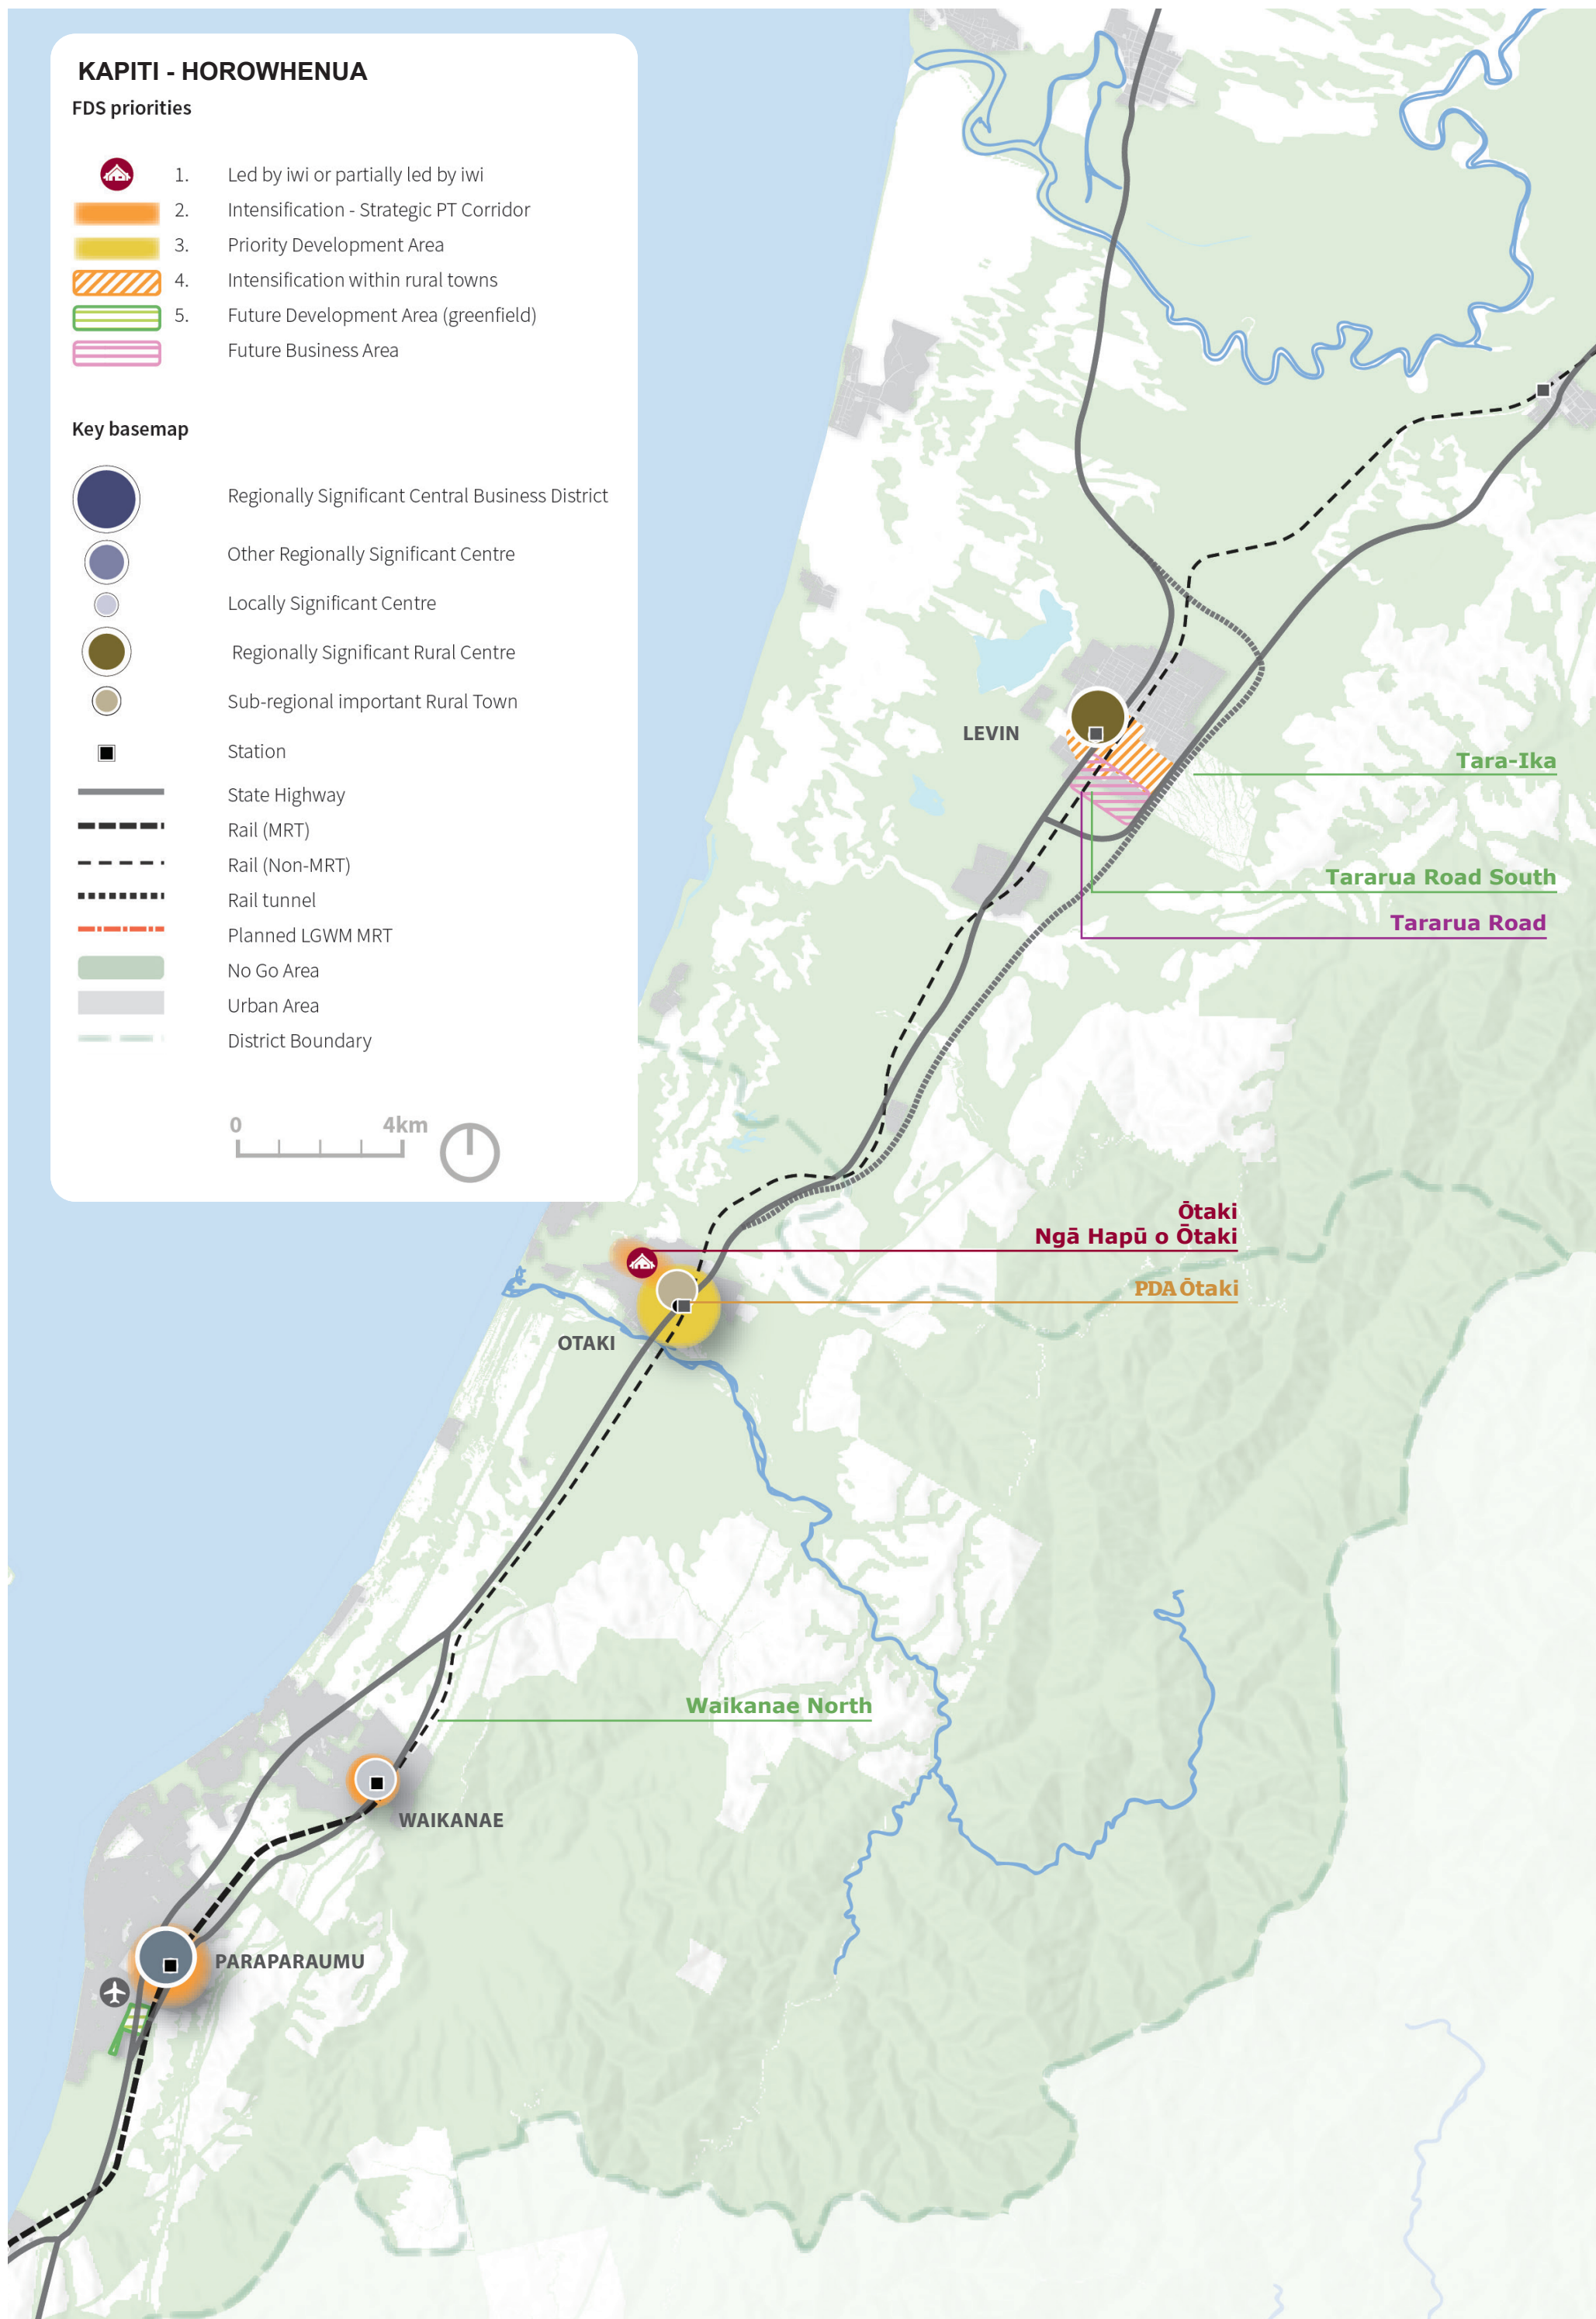 KAPITI - HOROWHENUA
FDS priorities
1. Led by iwi or partially led by iwi
2. Intensification - Strategic PT Corridor
3. Priority Development Area
4. Intensification within rural towns
5. Future Development Area (greenfield)
Future Business Area
Key basemap
Regionally Significant Central Business District
Other Regionally Significant Centre
Locally Significant Centre
Regionally Significant Rural Centre
Sub-regional important Rural Town
Station
State Highway
Rail (MRT)
Rail (Non-MRT)
Rail tunnel
Planned LGWM MRT
No Go Area
Urban Area
District Boundary
0 4km
LEVIN
Tara-Ika
Tararua Road South
Tararua Road
Ōtaki
Ngā Hapū o Ōtaki
PDA Ōtaki
OTAKI
Waikanae North
WAIKANAE
PARAPARAUMU